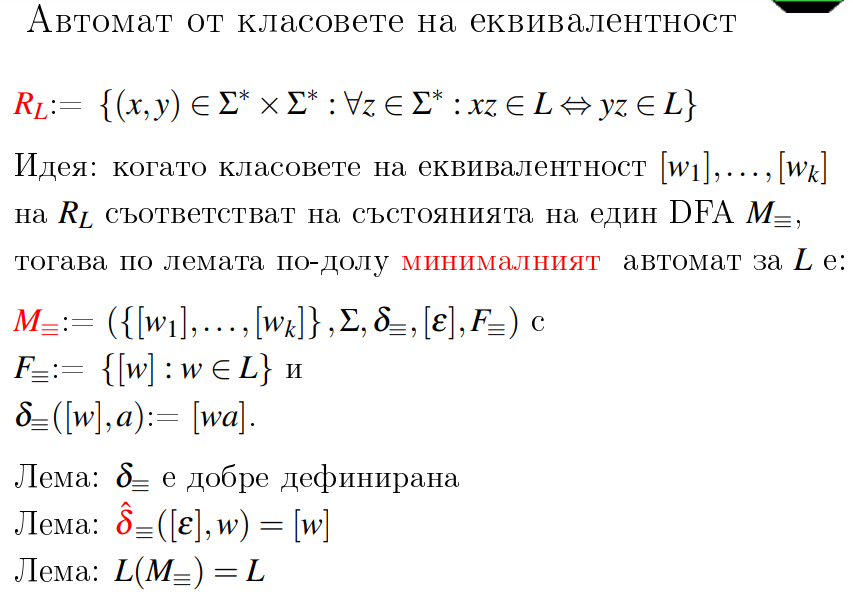 Автомат от класовете на еквивалентност
R_L := {(x, y) ∈ Σ* × Σ* : ∀z ∈ Σ* : xz ∈ L ⇔ yz ∈ L}
Идея: когато класовете на еквивалентност [w₁], …, [w_k]
на R_L съответстват на състоянията на един DFA M_≡,
тогава по лемата по-долу минималният автомат за L е:
M_≡ := ({[w₁], …, [w_k]}, Σ, δ_≡, [ε], F_≡) с
F_≡ := {[w] : w ∈ L} и
δ_≡([w], a) := [wa].
Лема: δ_≡ е добре дефинирана
Лема: δ̂_≡([ε], w) = [w]
Лема: L(M_≡) = L